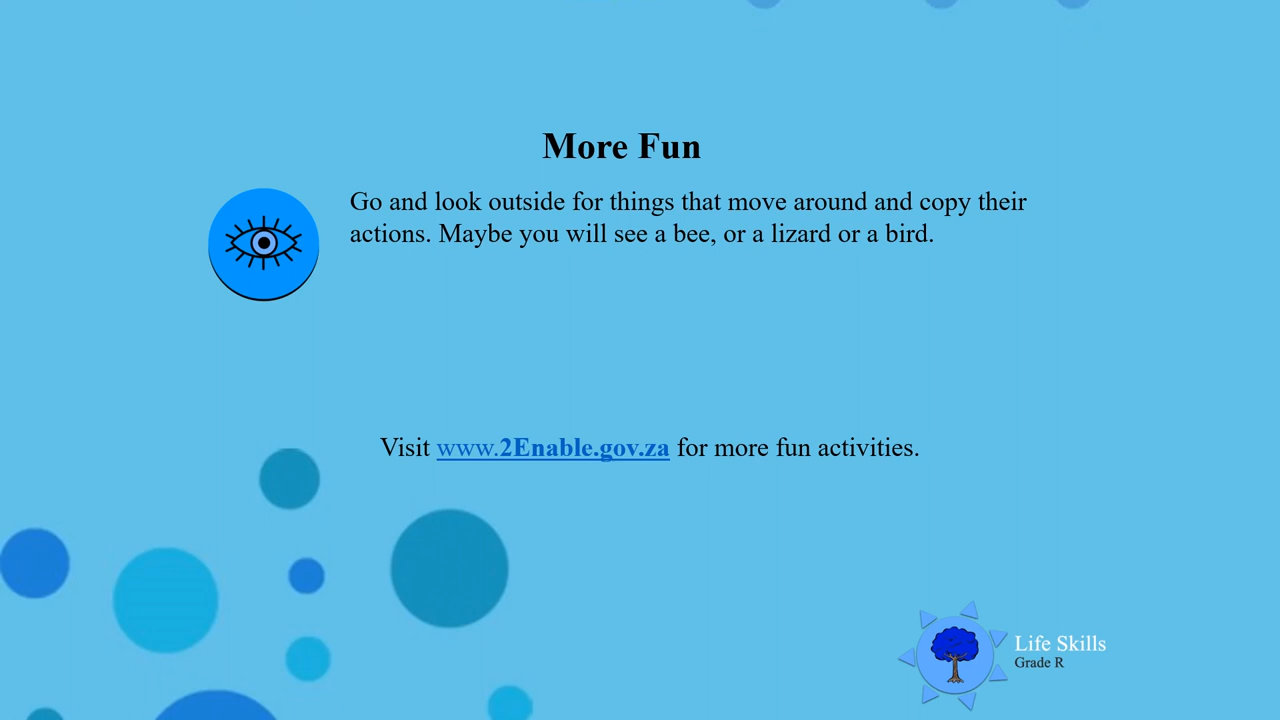 More Fun
Go and look outside for things that move around and copy their
actions. Maybe you will see a bee, or a lizard or a bird.
Visit www.2Enable.gov.za for more fun activities.
Life Skills
Grade R